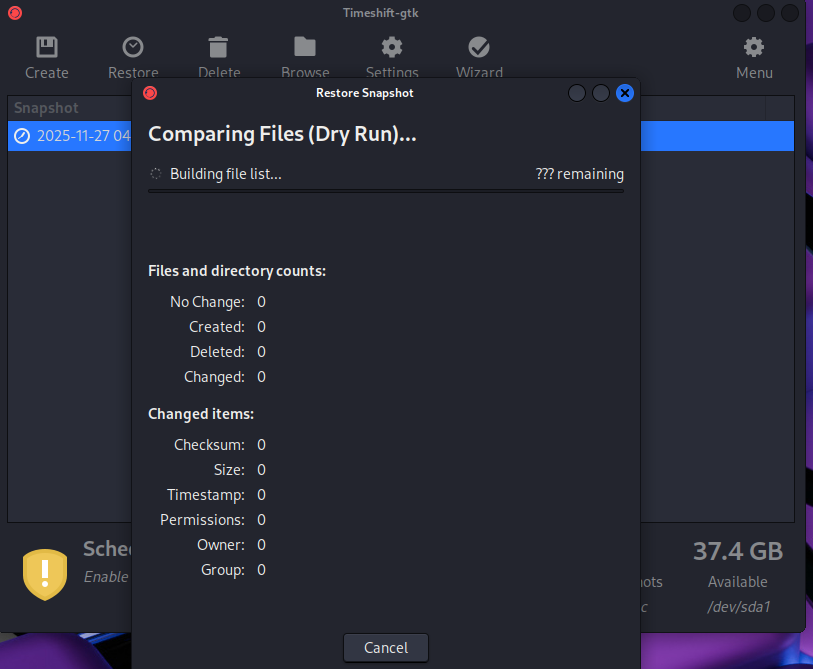 Timeshift-gtk
Create Restore Delete Browse Settings Wizard Menu
Restore Snapshot
Snapshot
Comparing Files (Dry Run)...
2025-11-27 04
Building file list... ??? remaining
Files and directory counts:
No Change: 0
Created: 0
Deleted: 0
Changed: 0
Changed items:
Checksum: 0
Size: 0
Timestamp: 0
Permissions: 0
Owner: 0
Group: 0
Enable
37.4 GB
Available
/dev/sda1
Cancel